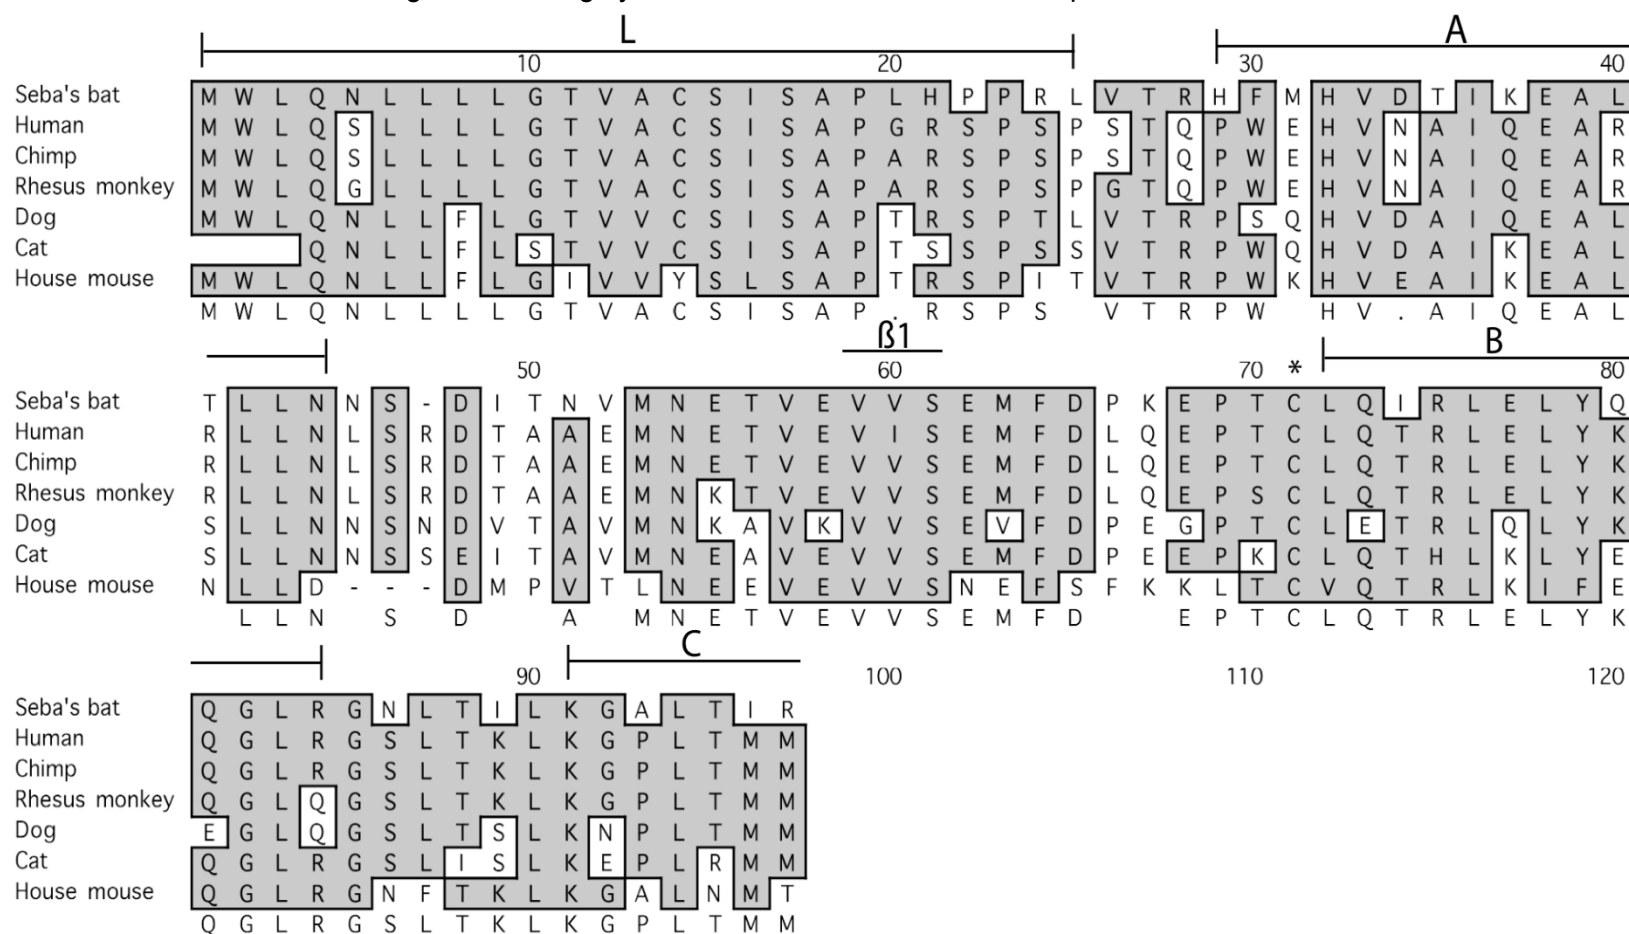 L A
10 20 30 40
Seba's bat M W L Q N L L L L G T V A C S I S A P L H P P R L V T R H F M H V D T I K E A L
Human M W L Q S L L L L G T V A C S I S A P G R S P S P S T Q P W E H V N A I Q E A R
Chimp M W L Q S L L L L G T V A C S I S A P A R S P S P S T Q P W E H V N A I Q E A R
Rhesus monkey M W L Q G L L L L G T V A C S I S A P A R S P S P G T Q P W E H V N A I Q E A R
Dog M W L Q N L L F L G T V V C S I S A P T R S P T L V T R P S Q H V D A I Q E A L
Cat Q N L L F L S T V V C S I S A P T S S P S S V T R P W Q H V D A I K E A L
House mouse M W L Q N L L F L G I V V Y S L S A P T R S P I T V T R P W K H V E A I K E A L
M W L Q N L L L L G T V A C S I S A P . R S P S V T R P W H V . A I Q E A L
ß1 B
50 60 70 * 80
Seba's bat T L L N N S - D I T N V M N E T V E V V S E M F D P K E P T C L Q I R L E L Y Q
Human R L L N L S R D T A A E M N E T V E V I S E M F D L Q E P T C L Q T R L E L Y K
Chimp R L L N L S R D T A A E M N E T V E V V S E M F D L Q E P T C L Q T R L E L Y K
Rhesus monkey R L L N L S R D T A A E M N K T V E V V S E M F D L Q E P S C L Q T R L E L Y K
Dog S L L N N S N D V T A V M N K A V K V V S E V F D P E G P T C L E T R L Q L Y K
Cat S L L N N S S E I T A V M N E A V E V V S E M F D P E E P K C L Q T H L K L Y E
House mouse N L L D - - - D M P V T L N E E V E V V S N E F S F K K L T C V Q T R L K I F E
L L N S D A M N E T V E V V S E M F D E P T C L Q T R L E L Y K
C
90 100 110 120
Seba's bat Q G L R G N L T I L K G A L T I R
Human Q G L R G S L T K L K G P L T M M
Chimp Q G L R G S L T K L K G P L T M M
Rhesus monkey Q G L Q G S L T K L K G P L T M M
Dog E G L Q G S L T S L K N P L T M M
Cat Q G L R G S L I S L K E P L R M M
House mouse Q G L R G N F T K L K G A L N M T
Q G L R G S L T K L K G P L T M M